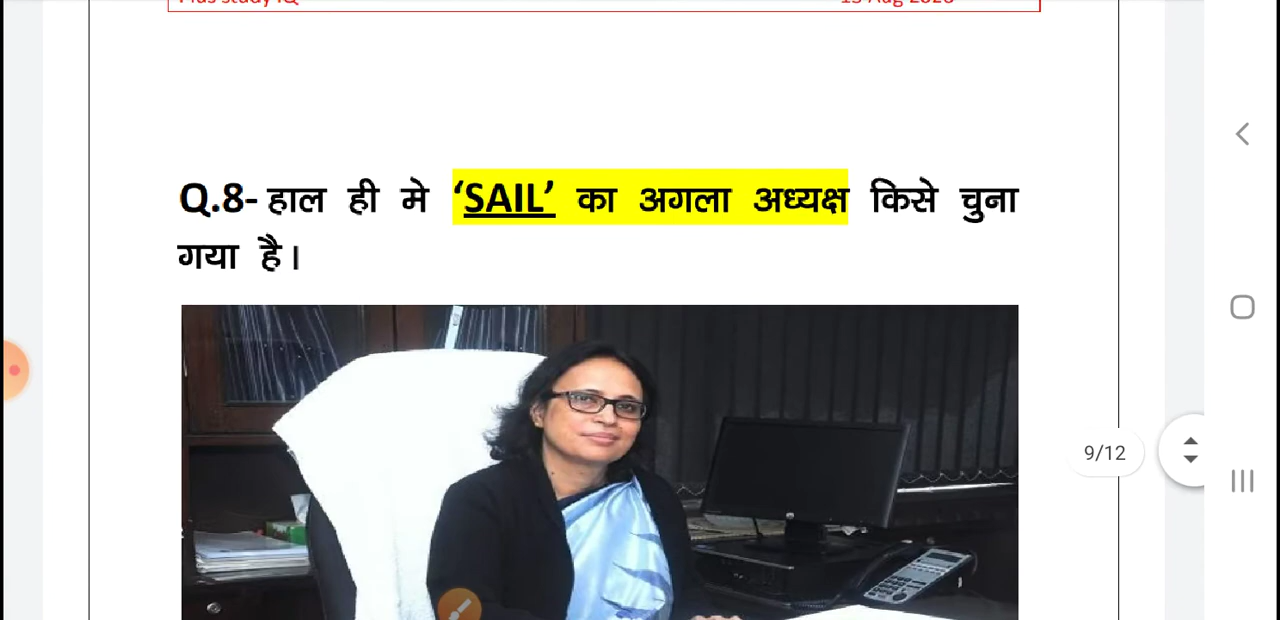 Q.8- हाल ही मे ‘SAIL’ का अगला अध्यक्ष किसे चुना
गया है।
9/12